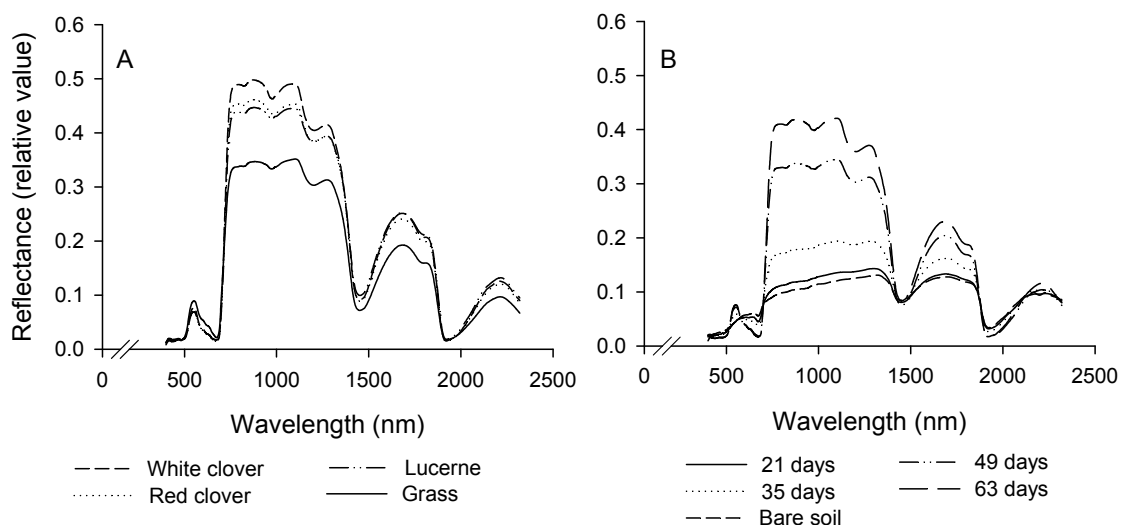 A
Reflectance (relative value)
0.6
0.5
0.4
0.3
0.2
0.1
0.0
0 500 1000 1500 2000 2500
Wavelength (nm)
White clover
Red clover
Lucerne
Grass
B
0.6
0.5
0.4
0.3
0.2
0.1
0.0
0 500 1000 1500 2000 2500
Wavelength (nm)
21 days
35 days
Bare soil
49 days
63 days